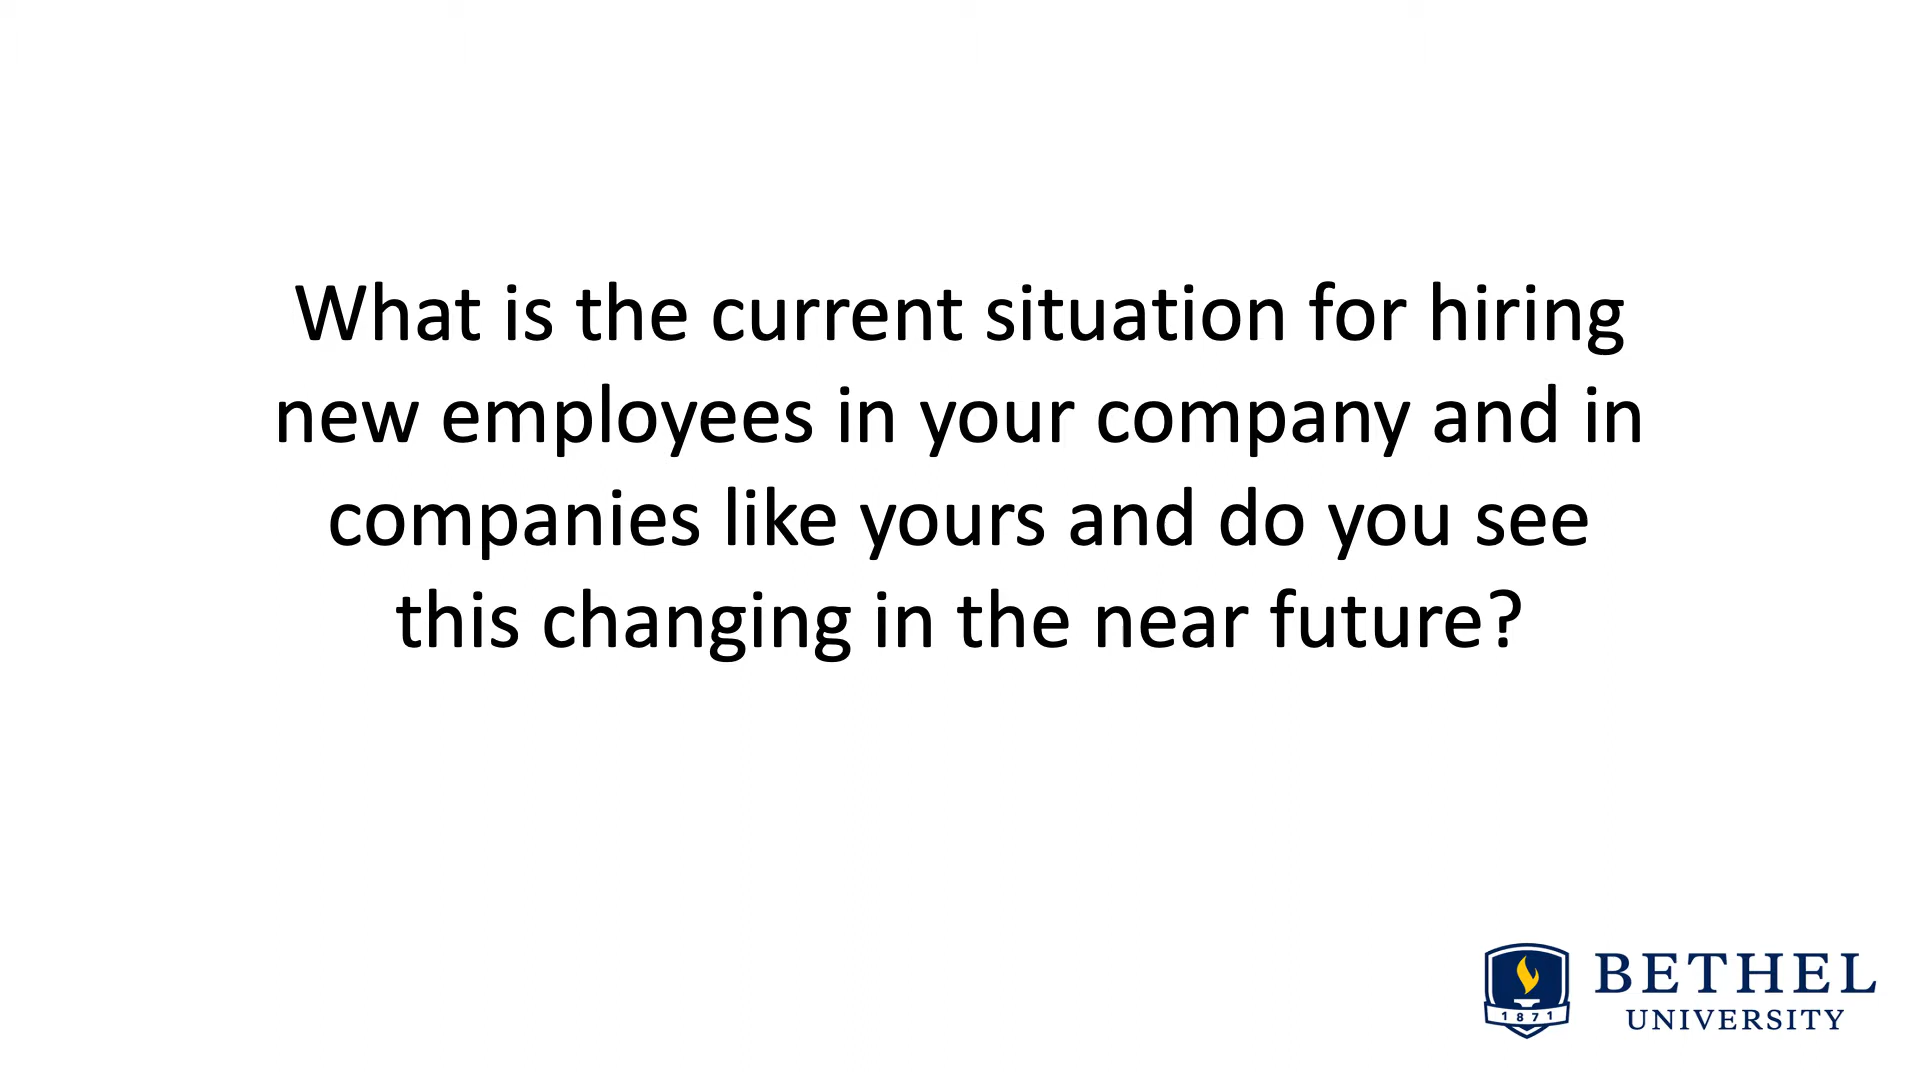 What is the current situation for hiring
new employees in your company and in
companies like yours and do you see
this changing in the near future?
BETHEL
UNIVERSITY
1871